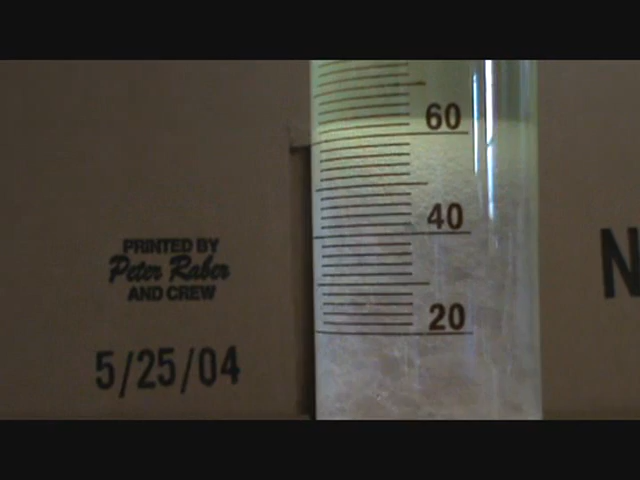 60
40
20
PRINTED BY
Peter Raber
AND CREW
5/25/04
N